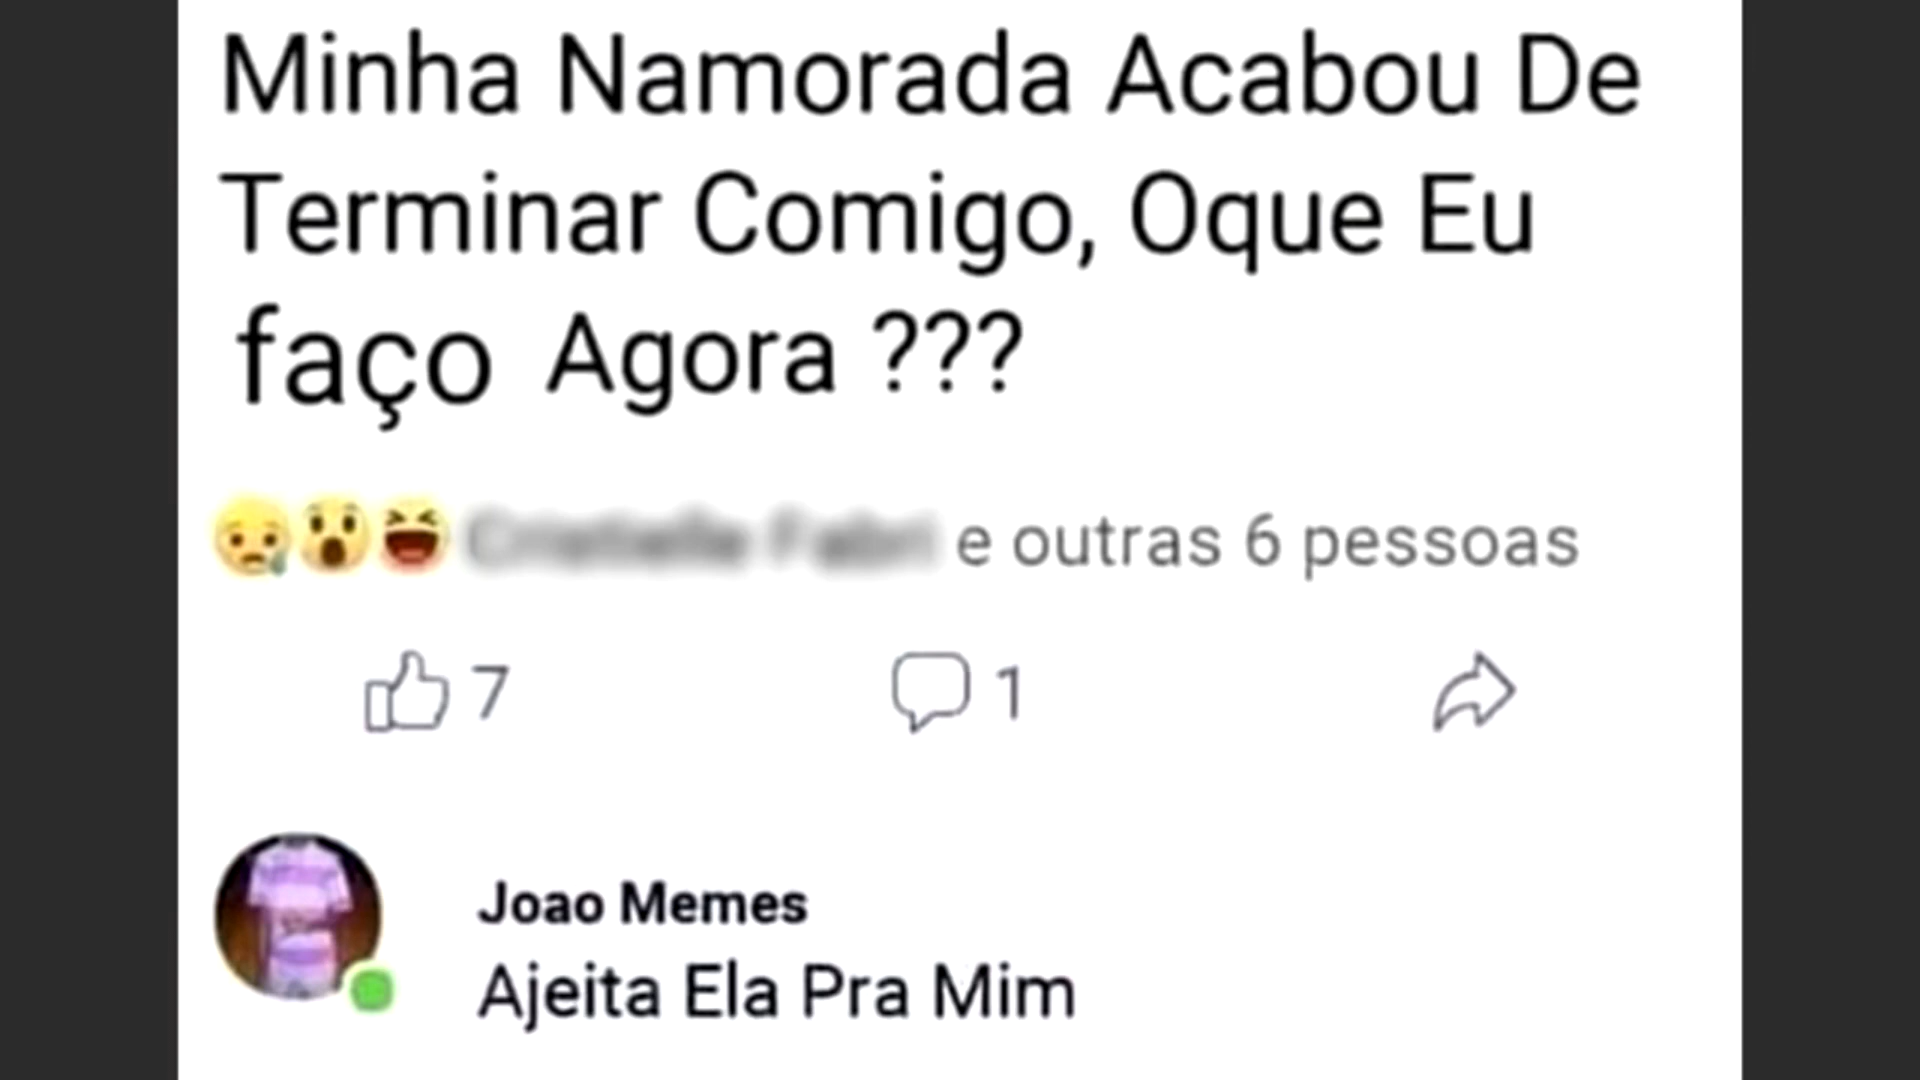 Minha Namorada Acabou De
Terminar Comigo, Oque Eu
faço Agora ???
e outras 6 pessoas
7
1
Joao Memes
Ajeita Ela Pra Mim